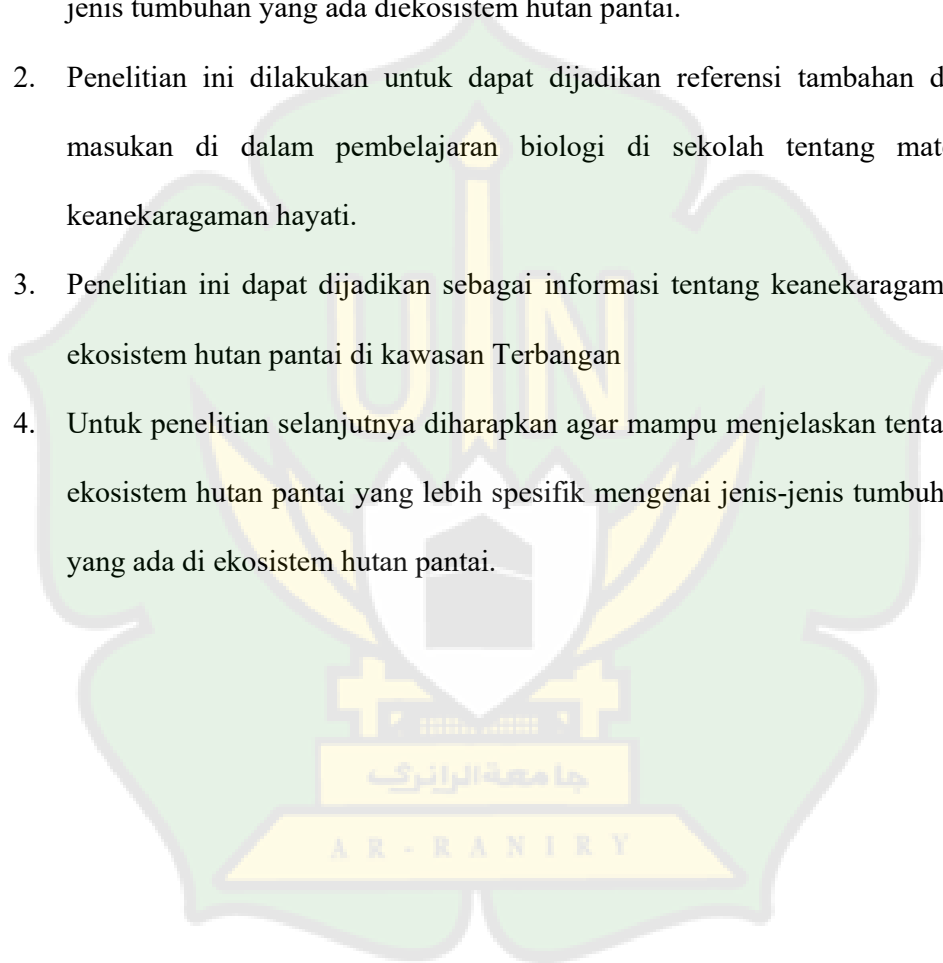 jenis tumbuhan yang ada diekosistem hutan pantai.
2. Penelitian ini dilakukan untuk dapat dijadikan referensi tambahan d
masukan di dalam pembelajaran biologi di sekolah tentang mat
keanekaragaman hayati.
3. Penelitian ini dapat dijadikan sebagai informasi tentang keanekaragam
ekosistem hutan pantai di kawasan Terbangan
4. Untuk penelitian selanjutnya diharapkan agar mampu menjelaskan tenta
ekosistem hutan pantai yang lebih spesifik mengenai jenis-jenis tumbuh
yang ada di ekosistem hutan pantai.
UIN
جامعة الرانري
AR-RANIRY